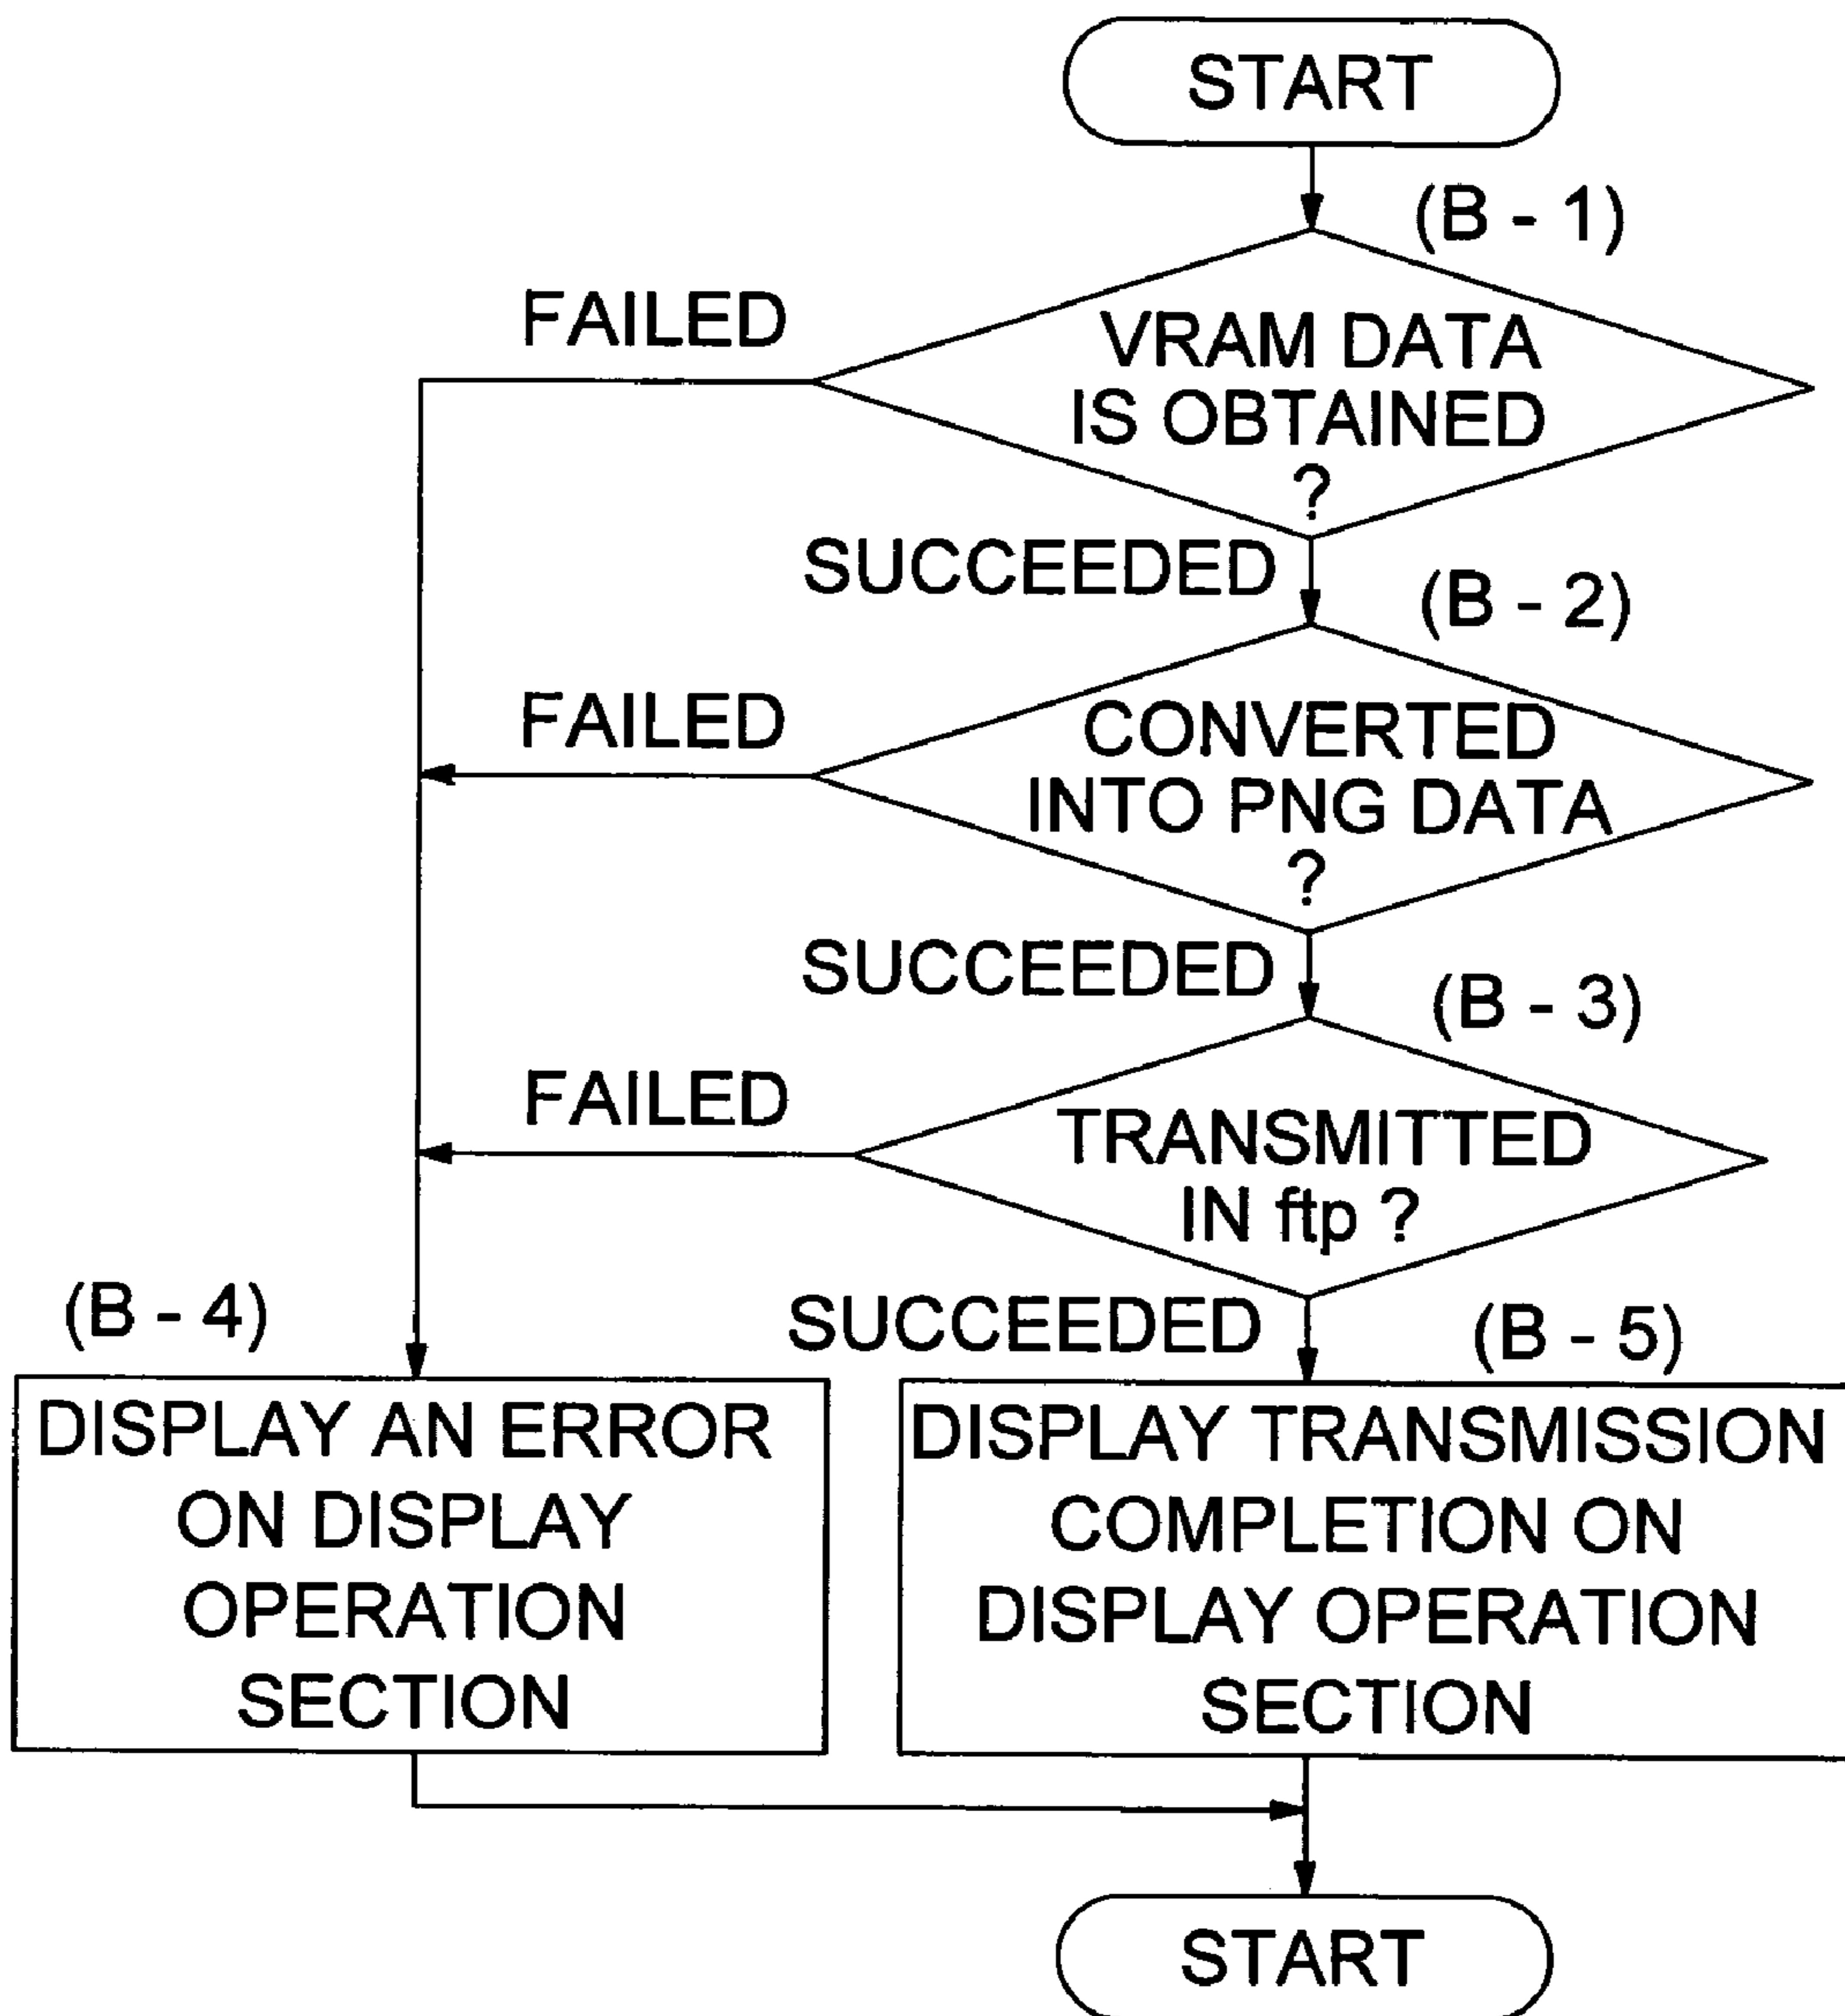 START
(B - 1)
FAILED
VRAM DATA
IS OBTAINED
?
SUCCEEDED
(B - 2)
FAILED
CONVERTED
INTO PNG DATA
?
SUCCEEDED
(B - 3)
FAILED
TRANSMITTED
IN ftp ?
(B - 4)
SUCCEEDED
(B - 5)
DISPLAY AN ERROR
ON DISPLAY
OPERATION
SECTION
DISPLAY TRANSMISSION
COMPLETION ON
DISPLAY OPERATION
SECTION
START